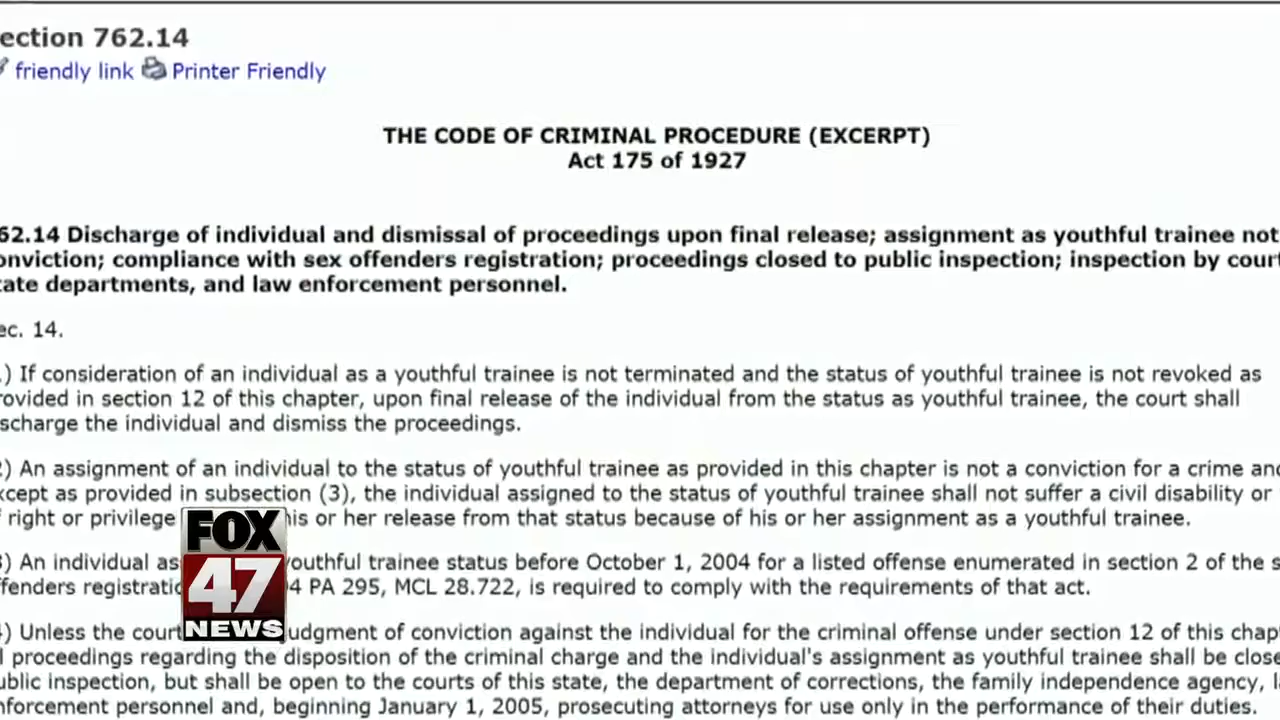 ection 762.14
friendly link Printer Friendly
THE CODE OF CRIMINAL PROCEDURE (EXCERPT)
Act 175 of 1927
62.14 Discharge of individual and dismissal of proceedings upon final release; assignment as youthful trainee not
onviction; compliance with sex offenders registration; proceedings closed to public inspection; inspection by court
tate departments, and law enforcement personnel.
ec. 14.
) If consideration of an individual as a youthful trainee is not terminated and the status of youthful trainee is not revoked as
rovided in section 12 of this chapter, upon final release of the individual from the status as youthful trainee, the court shall
scharge the individual and dismiss the proceedings.
2) An assignment of an individual to the status of youthful trainee as provided in this chapter is not a conviction for a crime and
xcept as provided in subsection (3), the individual assigned to the status of youthful trainee shall not suffer a civil disability or
f right or privilege his or her release from that status because of his or her assignment as a youthful trainee.
3) An individual as youthful trainee status before October 1, 2004 for a listed offense enumerated in section 2 of the s
ffenders registratio 4 PA 295, MCL 28.722, is required to comply with the requirements of that act.
4) Unless the court judgment of conviction against the individual for the criminal offense under section 12 of this chap
l proceedings regarding the disposition of the criminal charge and the individual's assignment as youthful trainee shall be close
ublic inspection, but shall be open to the courts of this state, the department of corrections, the family independence agency, la
nforcement personnel and, beginning January 1, 2005, prosecuting attorneys for use only in the performance of their duties.
FOX
47
NEWS